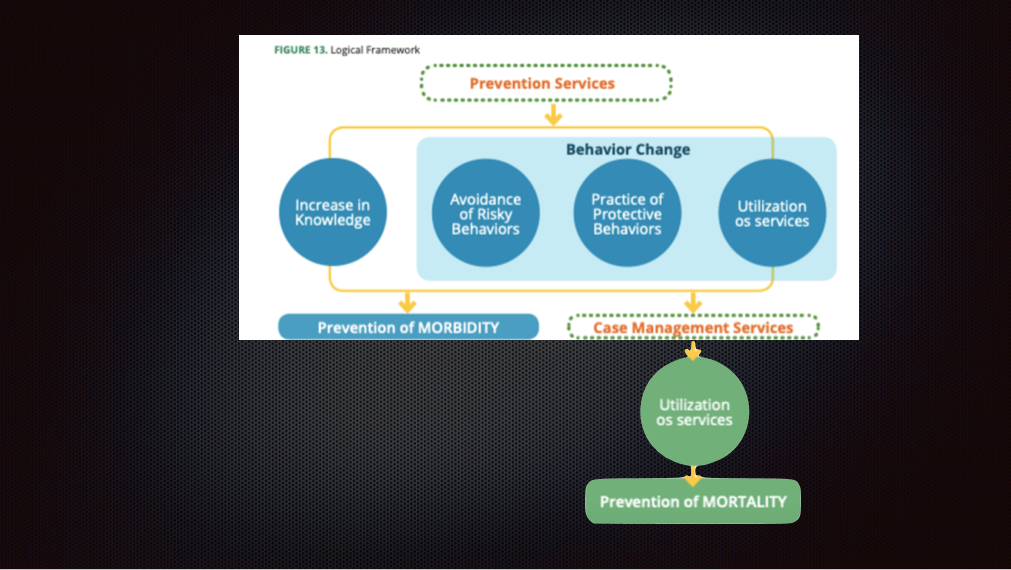 FIGURE 13. Logical Framework
Prevention Services
Behavior Change
Increase in
Knowledge
Avoidance
of Risky
Behaviors
Practice of
Protective
Behaviors
Utilization
os services
Prevention of MORBIDITY
Case Management Services
Utilization
os services
Prevention of MORTALITY